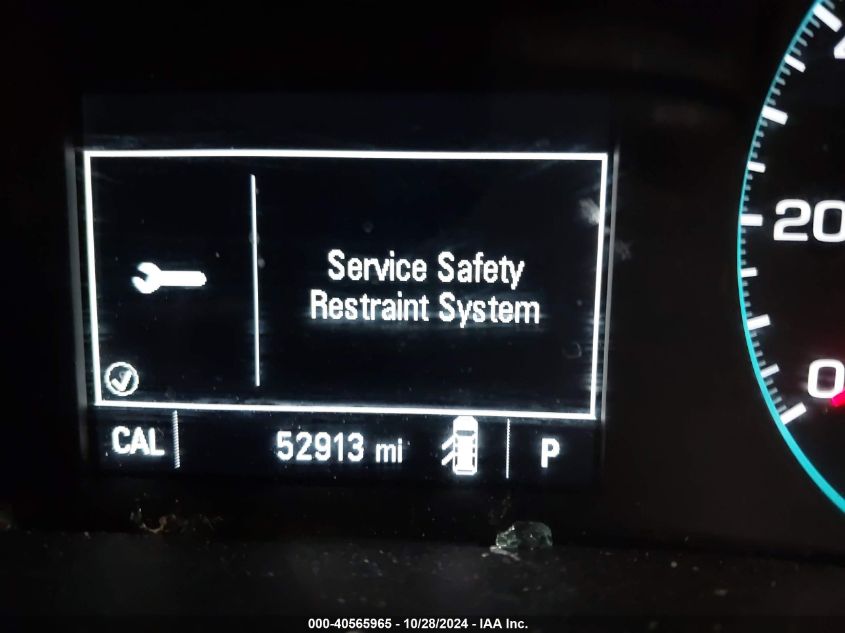 Service Safety
Restraint System
CAL 52913 mi P
20
0
000-40565965 - 10/28/2024 - IAA Inc.